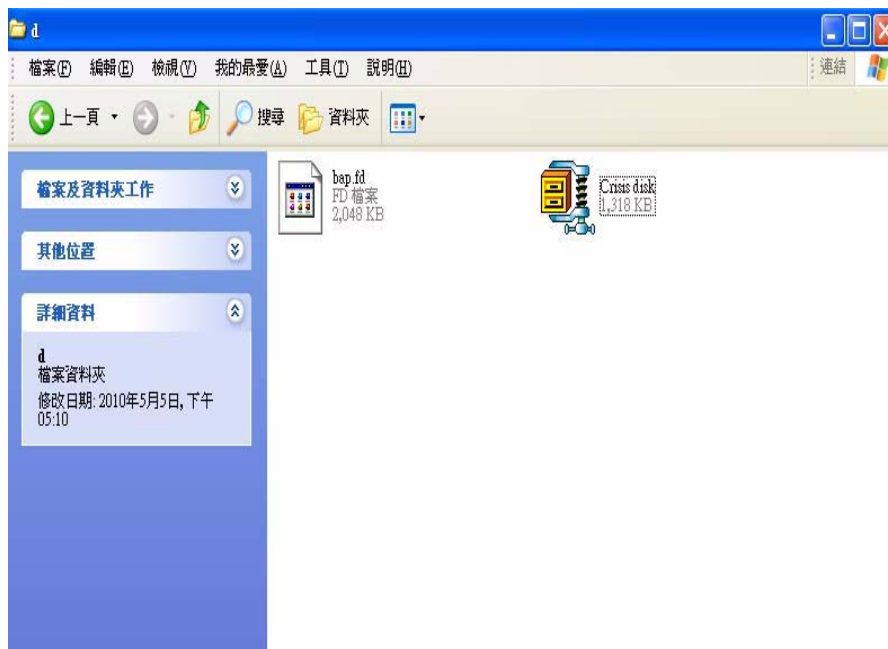 d
檔案(F) 編輯(E) 檢視(V) 我的最愛(A) 工具(T) 說明(H) 連結
上一頁 搜尋 資料夾
檔案及資料夾工作
其他位置
詳細資料
d
檔案資料夾
修改日期: 2010年5月5日, 下午
05:10
bap.fd
FD 檔案
2,048 KB
Crisis disk
1,318 KB